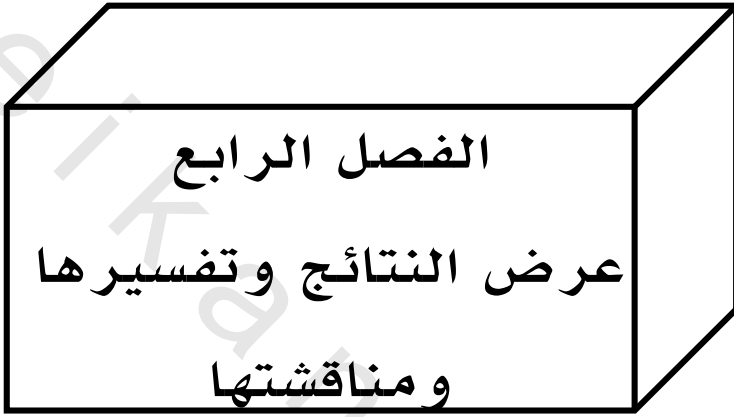 الفصل الرابع
عرض النتائج وتفسيرها
ومناقشتها